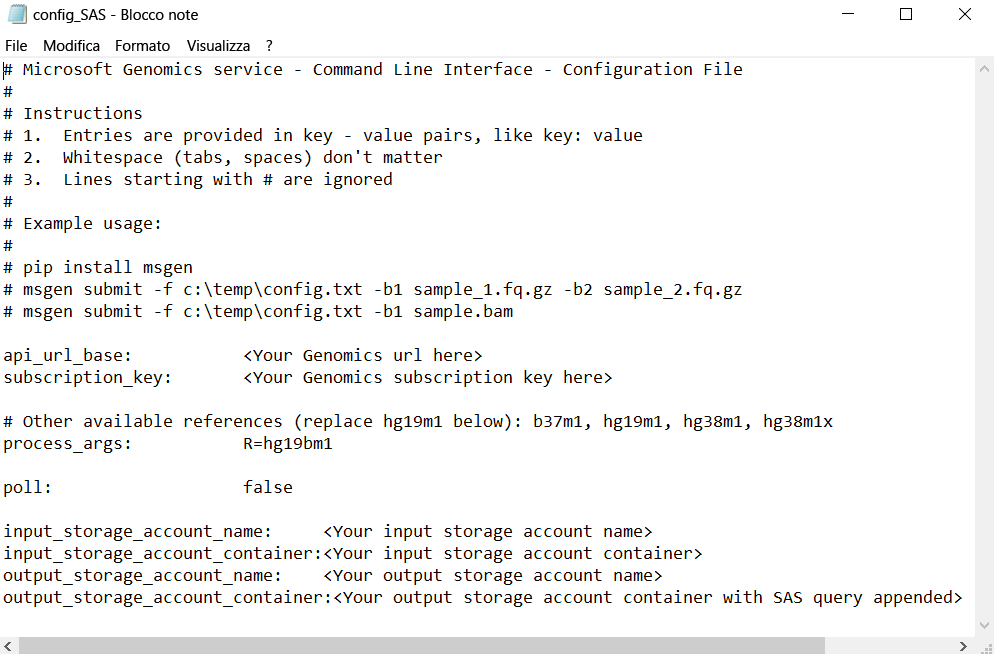 config_SAS - Blocco note
File Modifica Formato Visualizza ?
# Microsoft Genomics service - Command Line Interface - Configuration File
#
# Instructions
# 1.  Entries are provided in key - value pairs, like key: value
# 2.  Whitespace (tabs, spaces) don't matter
# 3.  Lines starting with # are ignored
#
# Example usage:
#
# pip install msgen
# msgen submit -f c:\temp\config.txt -b1 sample_1.fq.gz -b2 sample_2.fq.gz
# msgen submit -f c:\temp\config.txt -b1 sample.bam
api_url_base:           <Your Genomics url here>
subscription_key:       <Your Genomics subscription key here>
# Other available references (replace hg19m1 below): b37m1, hg19m1, hg38m1, hg38m1x
process_args:           R=hg19bm1
poll:                   false
input_storage_account_name:     <Your input storage account name>
input_storage_account_container:<Your input storage account container>
output_storage_account_name:    <Your output storage account name>
output_storage_account_container:<Your output storage account container with SAS query appended>